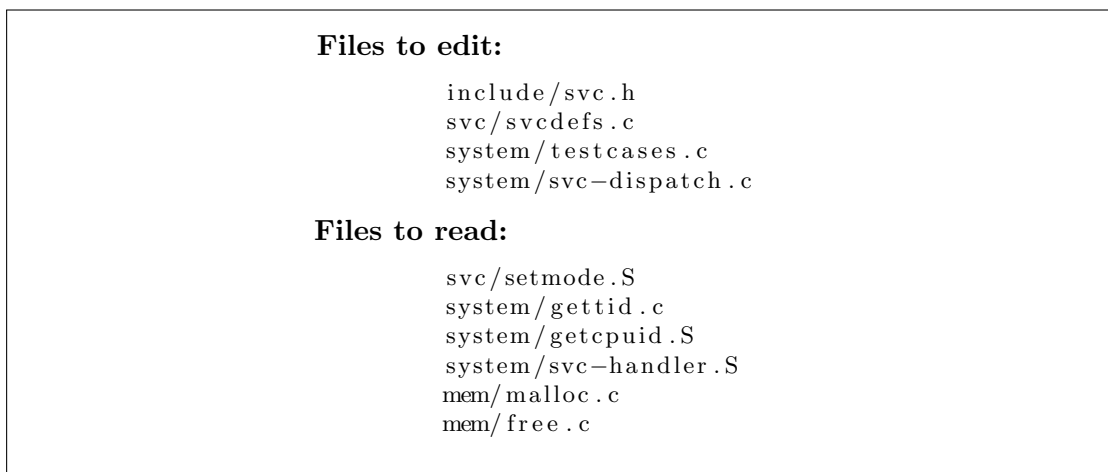 Files to edit:
include/svc.h
svc/svcdefs.c
system/testcases.c
system/svc−dispatch.c
Files to read:
svc/setmode.S
system/gettid.c
system/getcpuid.S
system/svc−handler.S
mem/malloc.c
mem/free.c